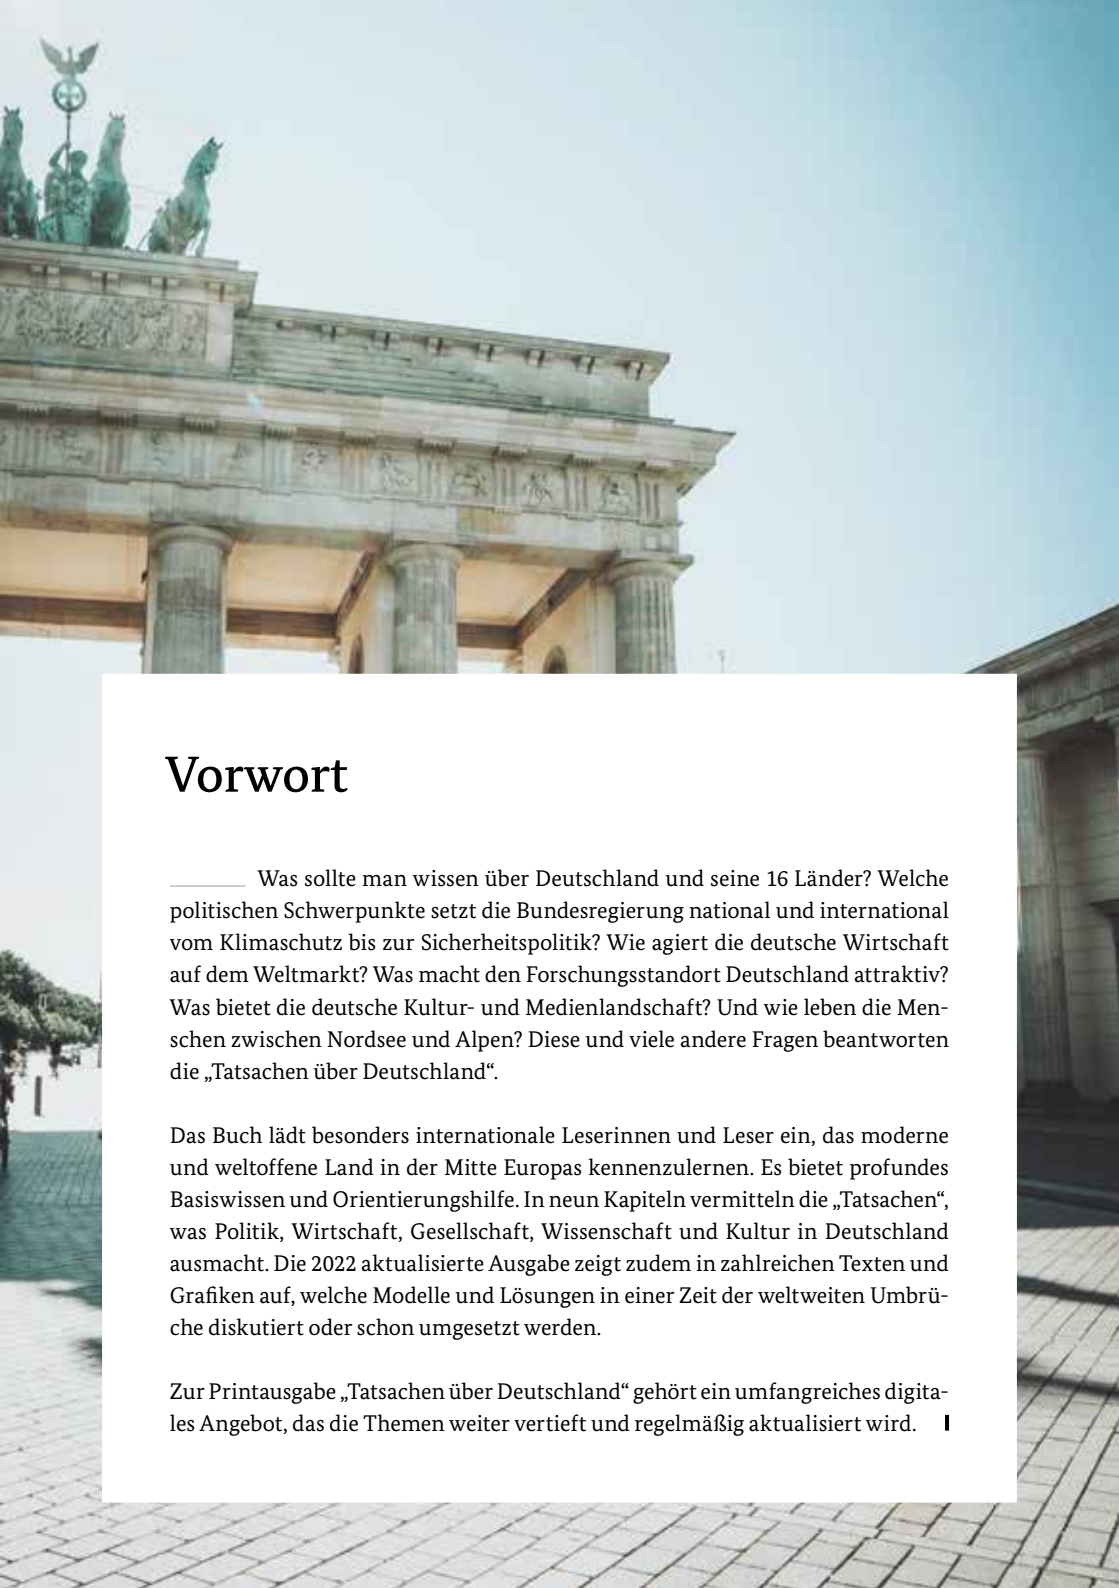 Vorwort
Was sollte man wissen über Deutschland und seine 16 Länder? Welche
politischen Schwerpunkte setzt die Bundesregierung national und international
vom Klimaschutz bis zur Sicherheitspolitik? Wie agiert die deutsche Wirtschaft
auf dem Weltmarkt? Was macht den Forschungsstandort Deutschland attraktiv?
Was bietet die deutsche Kultur- und Medienlandschaft? Und wie leben die Men-
schen zwischen Nordsee und Alpen? Diese und viele andere Fragen beantworten
die „Tatsachen über Deutschland“.
Das Buch lädt besonders internationale Leserinnen und Leser ein, das moderne
und weltoffene Land in der Mitte Europas kennenzulernen. Es bietet profundes
Basiswissen und Orientierungshilfe. In neun Kapiteln vermitteln die „Tatsachen“,
was Politik, Wirtschaft, Gesellschaft, Wissenschaft und Kultur in Deutschland
ausmacht. Die 2022 aktualisierte Ausgabe zeigt zudem in zahlreichen Texten und
Grafiken auf, welche Modelle und Lösungen in einer Zeit der weltweiten Umbrü-
che diskutiert oder schon umgesetzt werden.
Zur Printausgabe „Tatsachen über Deutschland“ gehört ein umfangreiches digita-
les Angebot, das die Themen weiter vertieft und regelmäßig aktualisiert wird.